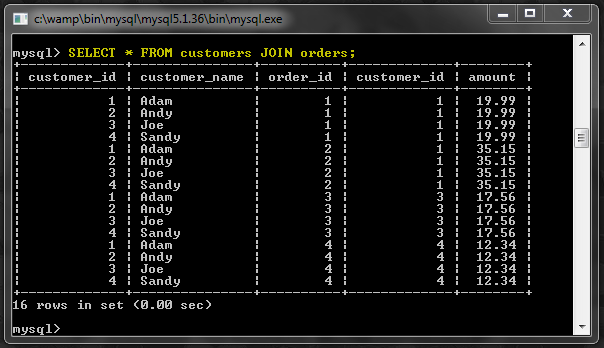 c:\wamp\bin\mysql\mysql5.1.36\bin\mysql.exe
mysql> SELECT * FROM customers JOIN orders;
+-------------+---------------+----------+-------------+--------+
| customer_id | customer_name | order_id | customer_id | amount |
+-------------+---------------+----------+-------------+--------+
| 1 | Adam | 1 | 1 | 19.99 |
| 2 | Andy | 1 | 1 | 19.99 |
| 3 | Joe | 1 | 1 | 19.99 |
| 4 | Sandy | 1 | 1 | 19.99 |
| 1 | Adam | 2 | 1 | 35.15 |
| 2 | Andy | 2 | 1 | 35.15 |
| 3 | Joe | 2 | 1 | 35.15 |
| 4 | Sandy | 2 | 1 | 35.15 |
| 1 | Adam | 3 | 3 | 17.56 |
| 2 | Andy | 3 | 3 | 17.56 |
| 3 | Joe | 3 | 3 | 17.56 |
| 4 | Sandy | 3 | 3 | 17.56 |
| 1 | Adam | 4 | 4 | 12.34 |
| 2 | Andy | 4 | 4 | 12.34 |
| 3 | Joe | 4 | 4 | 12.34 |
| 4 | Sandy | 4 | 4 | 12.34 |
+-------------+---------------+----------+-------------+--------+
16 rows in set (0.00 sec)
mysql>